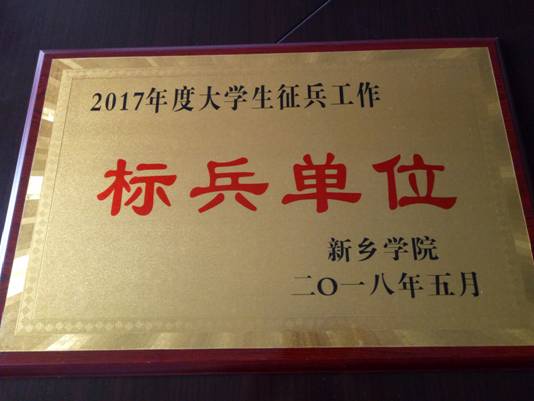 2017年度大学生征兵工作
标兵单位
新乡学院
二〇一八年五月